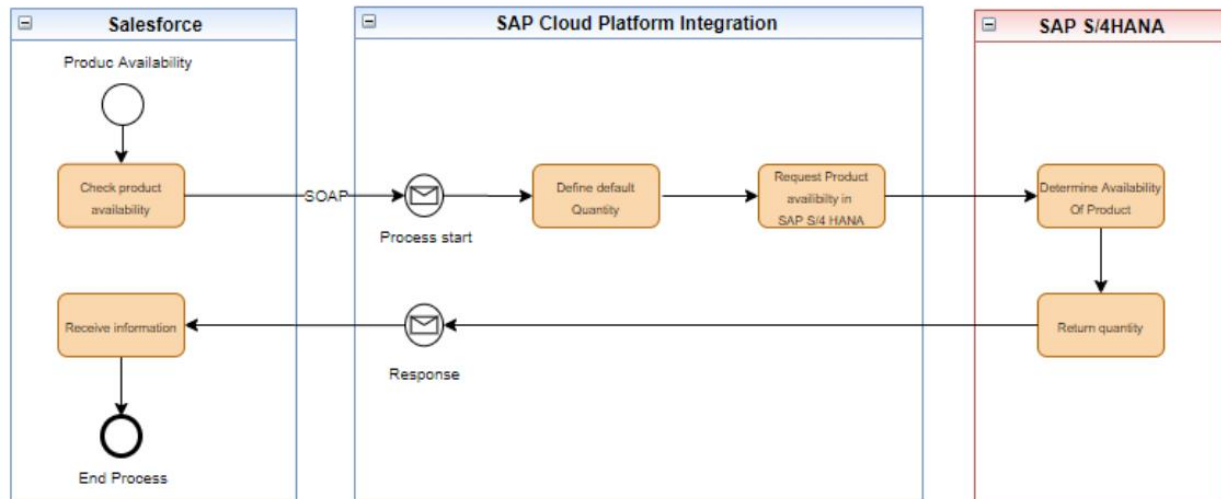 Salesforce
SAP Cloud Platform Integration
SAP S/4HANA
Produc Availability
Check product
availability
SOAP
Process start
Define default
Quantity
Request Product
availibilty in
SAP S/4 HANA
Determine Availability
Of Product
Receive information
Response
Return quantity
End Process